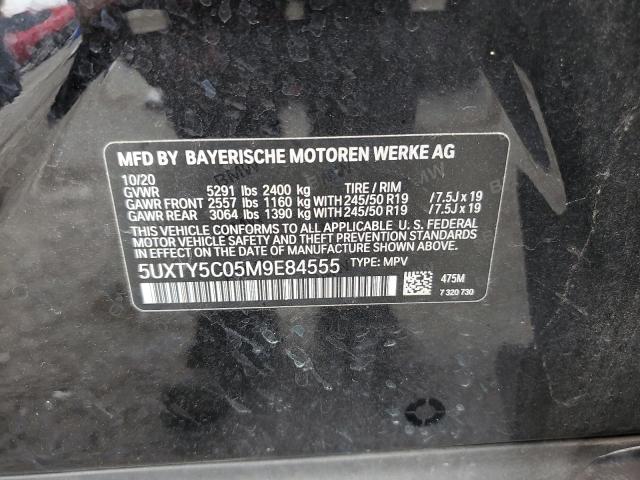 MFD BY BAYERISCHE MOTOREN WERKE AG
10/20
GVWR 5291 lbs 2400 kg TIRE / RIM
GAWR FRONT 2557 lbs 1160 kg WITH 245/50 R19 /7.5J x 19
GAWR REAR 3064 lbs 1390 kg WITH 245/50 R19 /7.5J x 19
THIS VEHICLE CONFORMS TO ALL APPLICABLE U. S. FEDERAL
MOTOR VEHICLE SAFETY AND THEFT PREVENTION STANDARDS
IN EFFECT ON THE DATE OF MANUFACTURE SHOWN ABOVE.
5UXTY5C05M9E84555 TYPE: MPV
475M
7 320 730